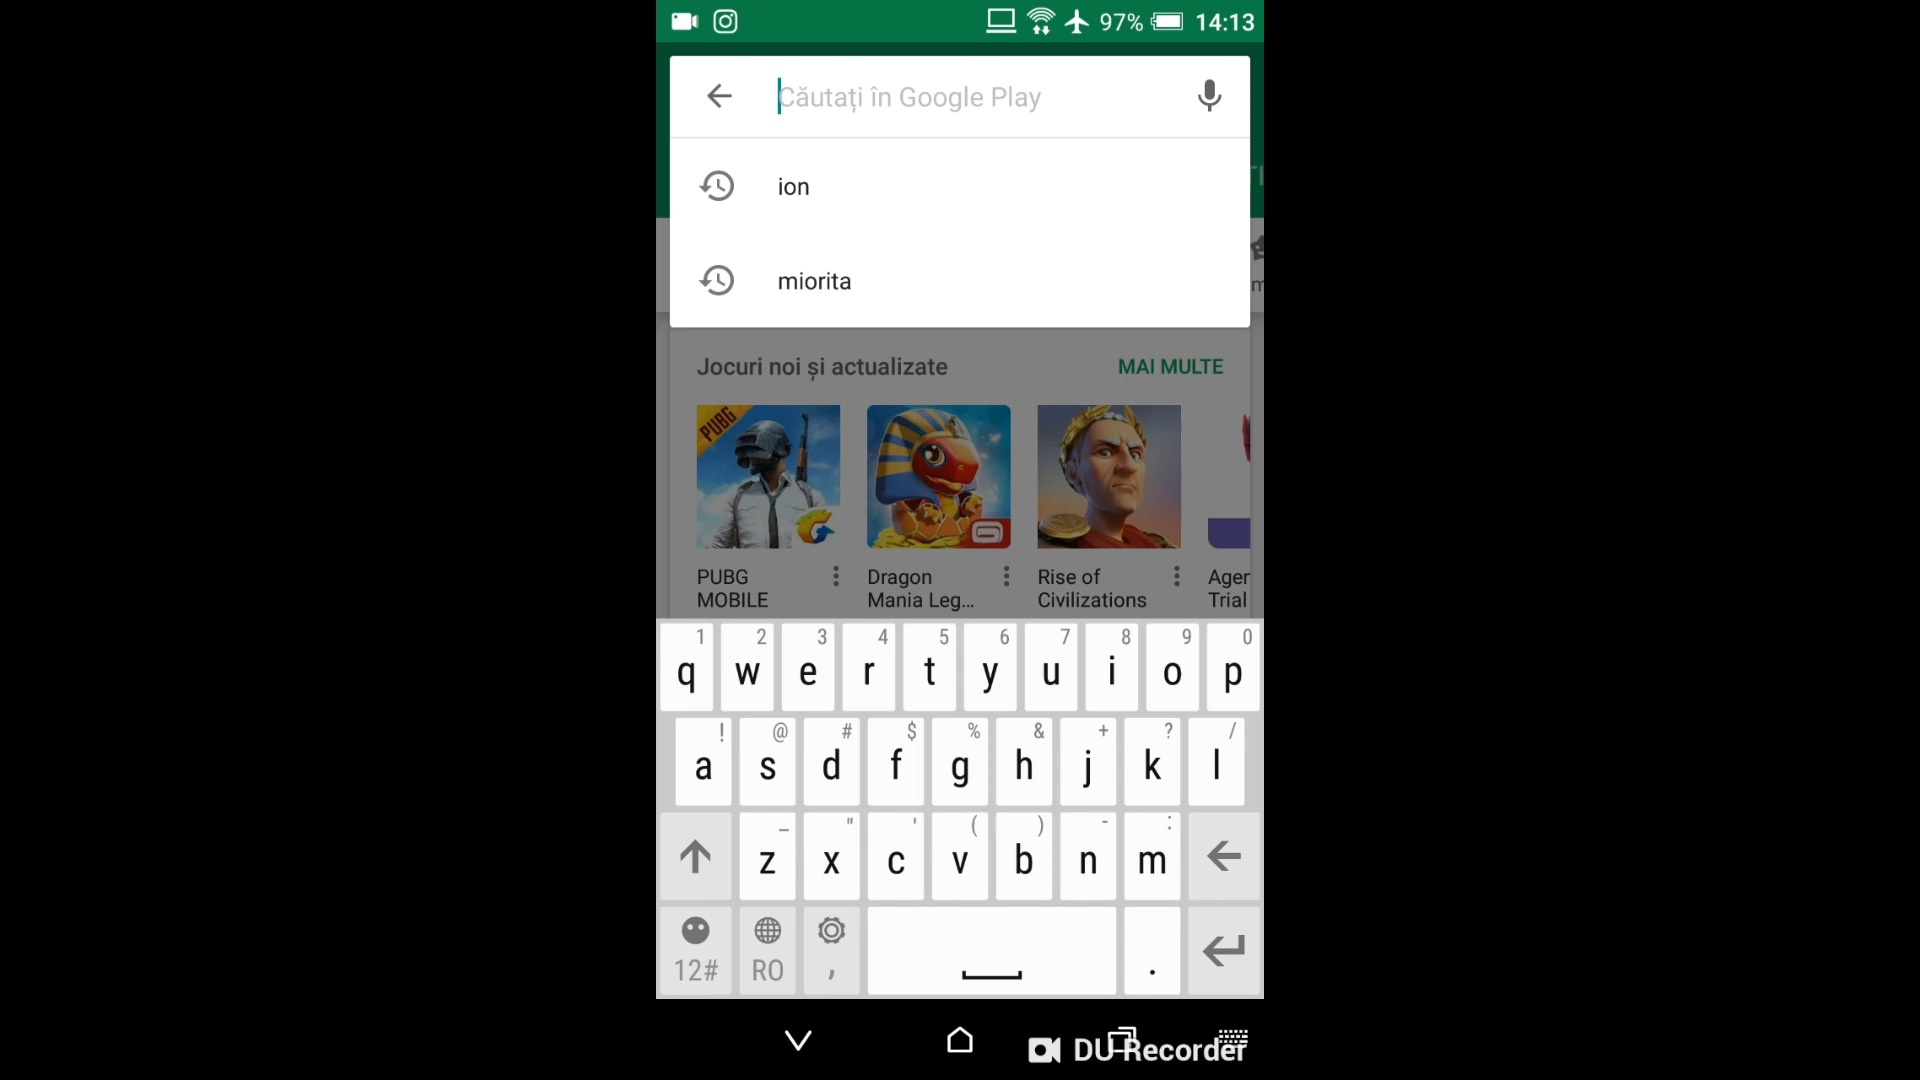 97% 14:13
Căutați în Google Play
ion
miorita
Jocuri noi și actualizate MAI MULTE
PUBG
PUBG MOBILE
Dragon Mania Leg...
Rise of Civilizations
Trial
1 2 3 4 5 6 7 8 9 0
q w e r t y u i o p
! @ # $ % & + ? /
a s d f g h j k l
_ " ' ( ) - :
z x c v b n m
12# RO , .
DU Recorder